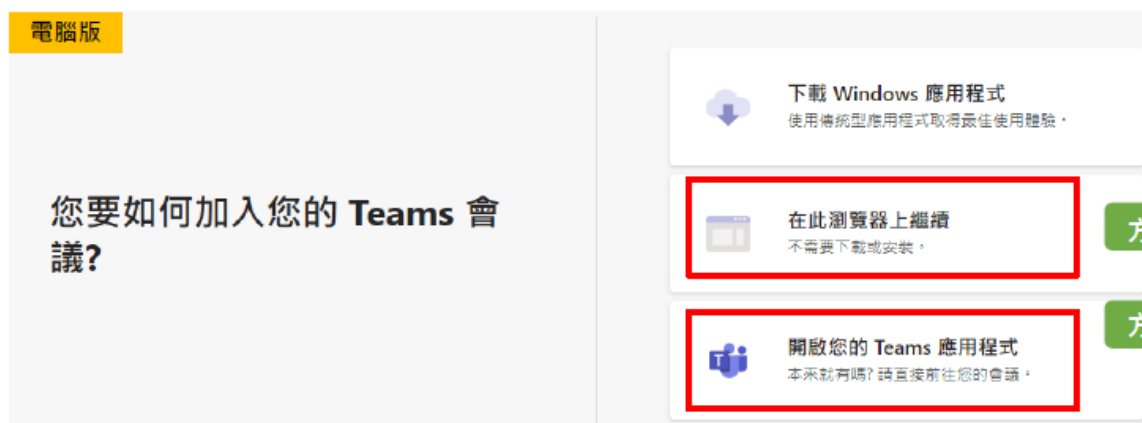 電腦版
您要如何加入您的 Teams 會
議?
下載 Windows 應用程式
使用傳統型應用程式取得最佳使用體驗。
在此瀏覽器上繼續
不需要下載或安裝。
方
開啟您的 Teams 應用程式
本來就有嗎? 請直接前往您的會議。
方